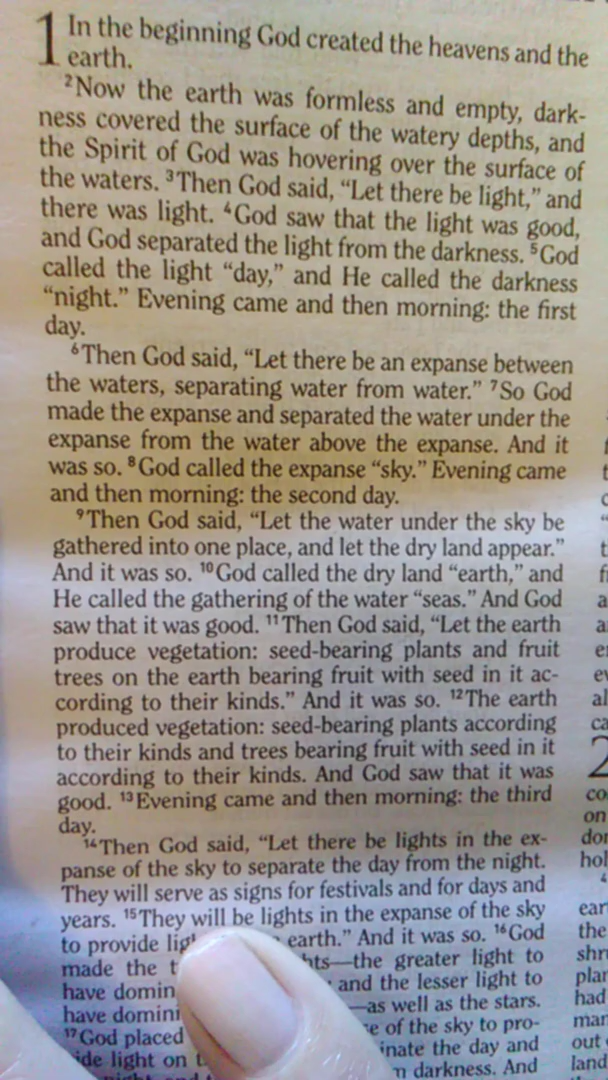 1 In the beginning God created the heavens and the
earth.
²Now the earth was formless and empty, dark-
ness covered the surface of the watery depths, and
the Spirit of God was hovering over the surface of
the waters. ³Then God said, “Let there be light,” and
there was light. ⁴God saw that the light was good,
and God separated the light from the darkness. ⁵God
called the light “day,” and He called the darkness
“night.” Evening came and then morning: the first
day.
⁶Then God said, “Let there be an expanse between
the waters, separating water from water.” ⁷So God
made the expanse and separated the water under the
expanse from the water above the expanse. And it
was so. ⁸God called the expanse “sky.” Evening came
and then morning: the second day.
⁹Then God said, “Let the water under the sky be
gathered into one place, and let the dry land appear.”
And it was so. ¹⁰God called the dry land “earth,” and
He called the gathering of the water “seas.” And God
saw that it was good. ¹¹Then God said, “Let the earth
produce vegetation: seed-bearing plants and fruit
trees on the earth bearing fruit with seed in it ac-
cording to their kinds.” And it was so. ¹²The earth
produced vegetation: seed-bearing plants according
to their kinds and trees bearing fruit with seed in it
according to their kinds. And God saw that it was
good. ¹³Evening came and then morning: the third
day.
¹⁴Then God said, “Let there be lights in the ex-
panse of the sky to separate the day from the night.
They will serve as signs for festivals and for days and
years. ¹⁵They will be lights in the expanse of the sky
to provide earth.” And it was so. ¹⁶God
made the —the greater light to
have and the lesser light to
have —as well as the stars.
¹⁷God placed of the sky to pro-
light on the day and
darkness. And
2